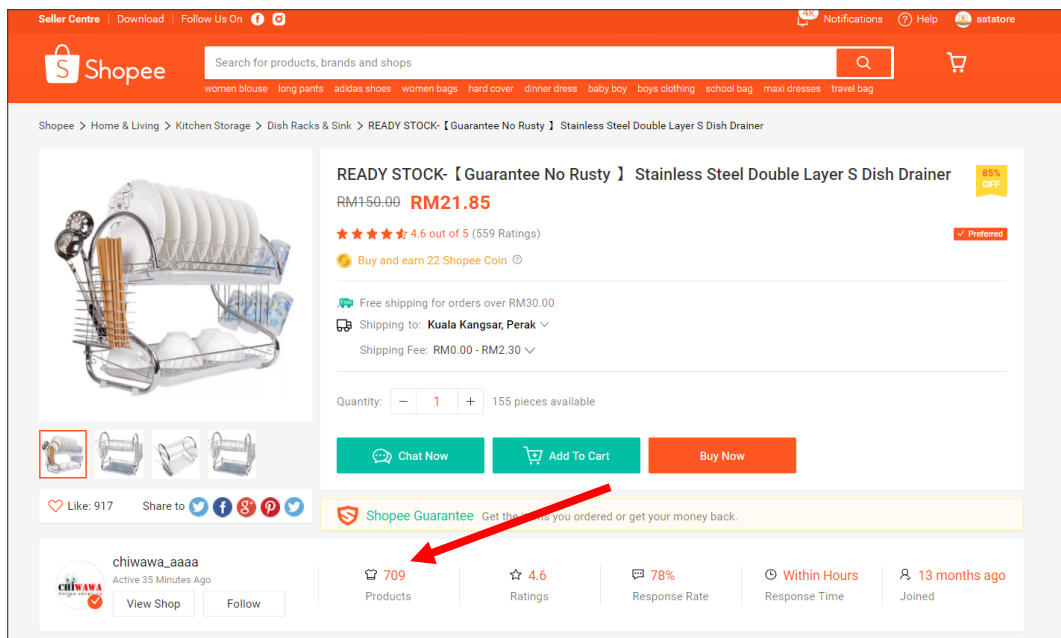 Seller Centre | Download | Follow Us On
4K Notifications Help satstore
S Shopee
Search for products, brands and shops
women blouse long pants adidas shoes women bags hard cover dinner dress baby boy boys clothing school bag maxi dresses travel bag
Shopee > Home & Living > Kitchen Storage > Dish Racks & Sink > READY STOCK-【Guarantee No Rusty 】 Stainless Steel Double Layer S Dish Drainer
READY STOCK-【Guarantee No Rusty 】 Stainless Steel Double Layer S Dish Drainer
85%
OFF
RM150.00 RM21.85
4.6 out of 5 (559 Ratings)
Preferred
Buy and earn 22 Shopee Coin
Free shipping for orders over RM30.00
Shipping to: Kuala Kangsar, Perak
Shipping Fee: RM0.00 - RM2.30
Quantity: − 1 + 155 pieces available
Chat Now Add To Cart Buy Now
Like: 917 Share to
Shopee Guarantee Get the items you ordered or get your money back.
CHIWAWA
chiwawa_aaaa
Active 35 Minutes Ago
View Shop Follow
709
Products
4.6
Ratings
78%
Response Rate
Within Hours
Response Time
13 months ago
Joined